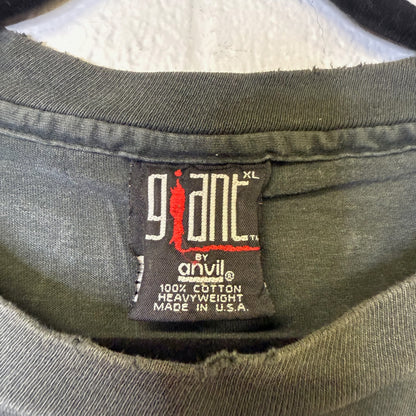 giant XL TM
BY
anvil®
100% COTTON
HEAVYWEIGHT
MADE IN U.S.A.